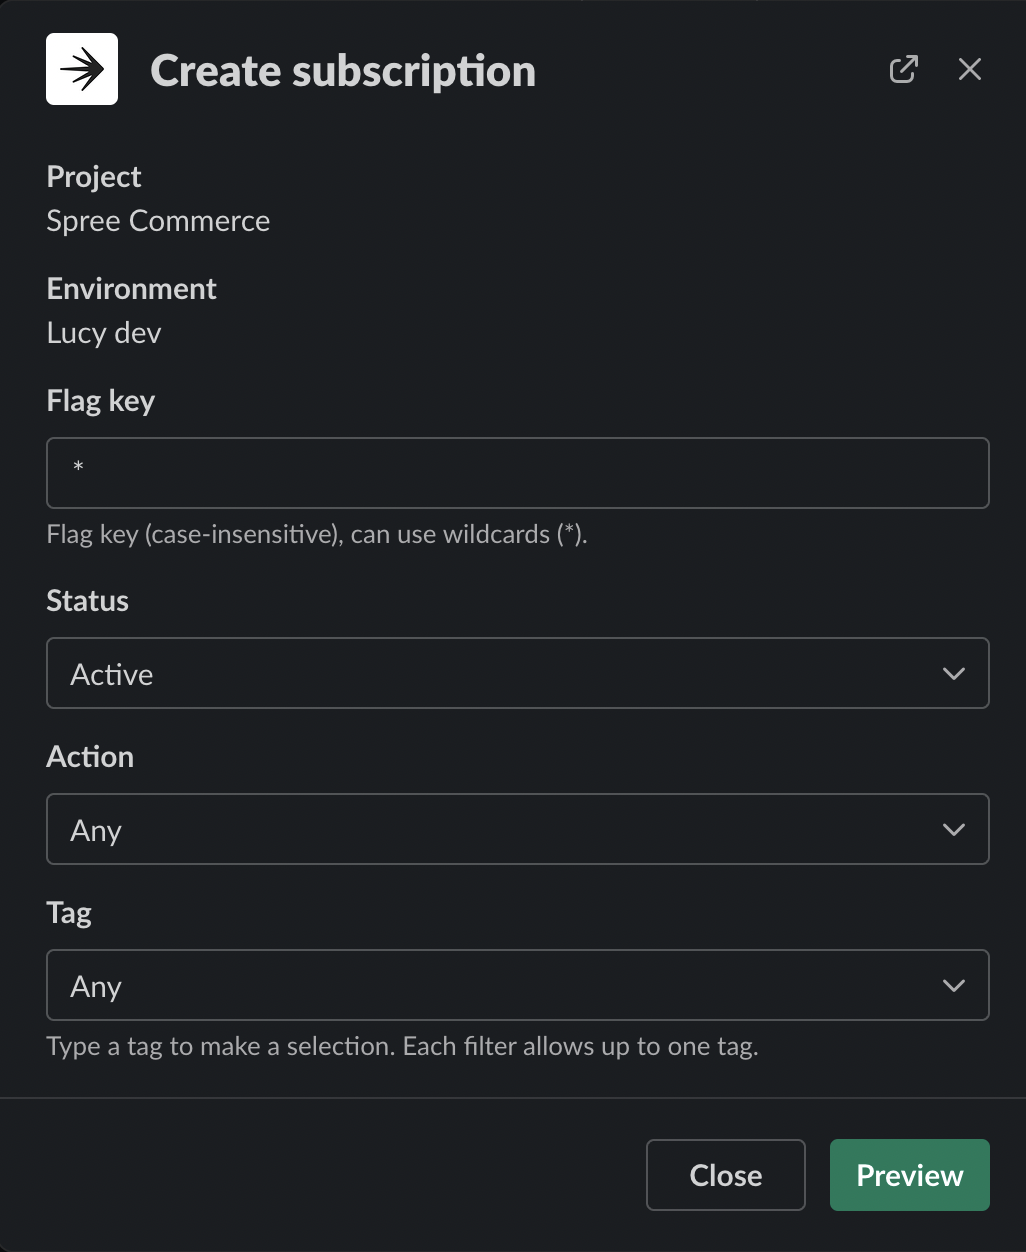 Create subscription
Project
Spree Commerce
Environment
Lucy dev
Flag key
*
Flag key (case-insensitive), can use wildcards (*).
Status
Active
Action
Any
Tag
Any
Type a tag to make a selection. Each filter allows up to one tag.
Close
Preview